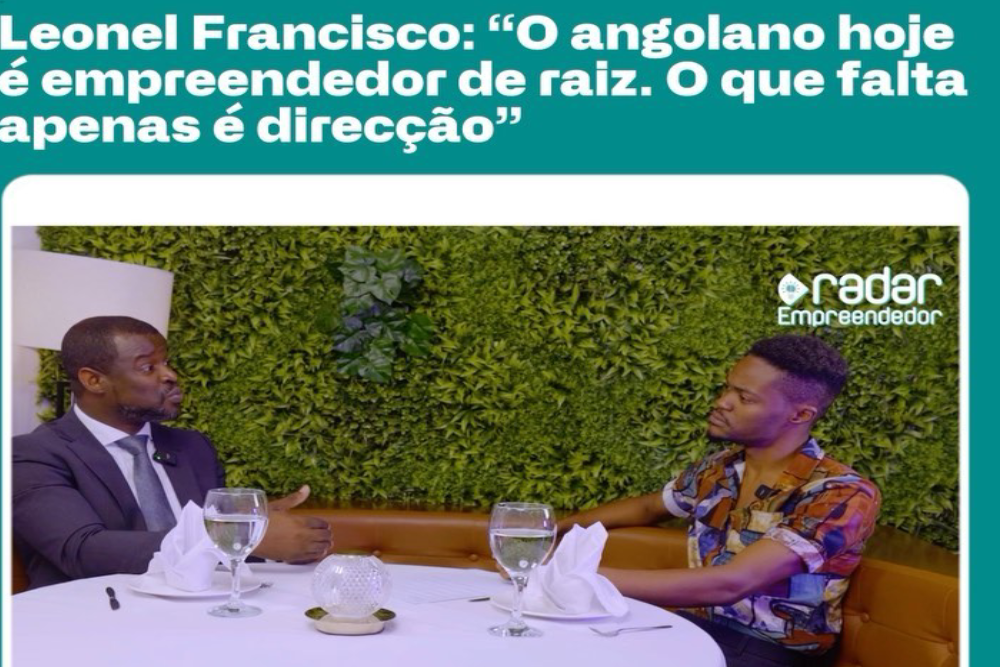 Leonel Francisco: “O angolano hoje
é empreendedor de raiz. O que falta
apenas é direcção”
radar
Empreendedor